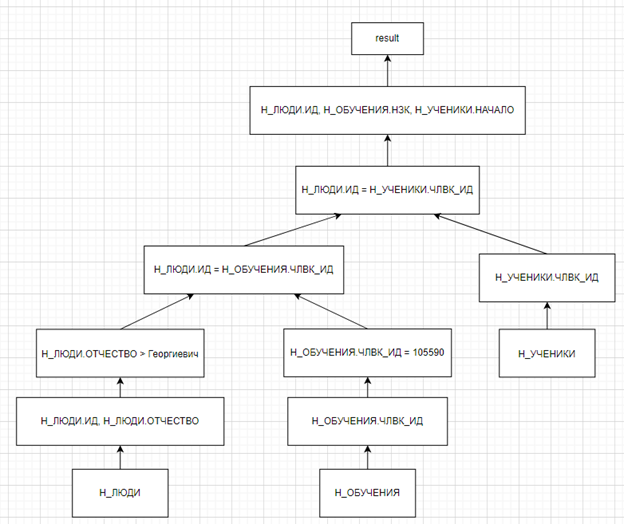 result
Н_ЛЮДИ.ИД, Н_ОБУЧЕНИЯ.НЗК, Н_УЧЕНИКИ.НАЧАЛО
Н_ЛЮДИ.ИД = Н_УЧЕНИКИ.ЧЛВК_ИД
Н_ЛЮДИ.ИД = Н_ОБУЧЕНИЯ.ЧЛВК_ИД
Н_УЧЕНИКИ.ЧЛВК_ИД
Н_ЛЮДИ.ОТЧЕСТВО > Георгиевич
Н_ОБУЧЕНИЯ.ЧЛВК_ИД = 105590
Н_УЧЕНИКИ
Н_ЛЮДИ.ИД, Н_ЛЮДИ.ОТЧЕСТВО
Н_ОБУЧЕНИЯ.ЧЛВК_ИД
Н_ЛЮДИ
Н_ОБУЧЕНИЯ